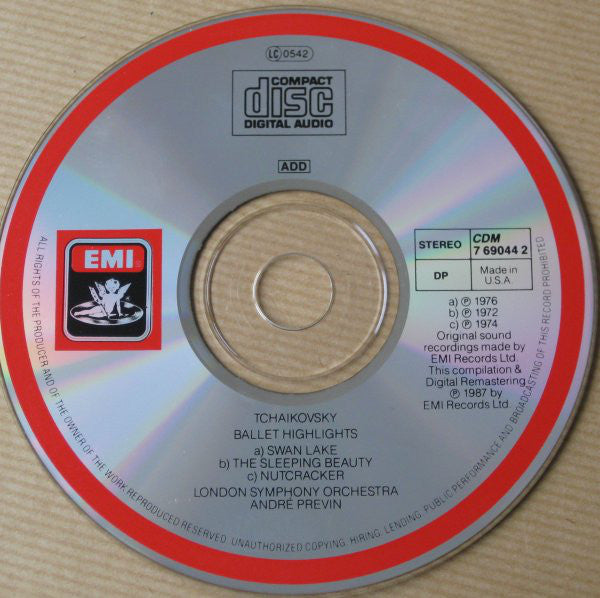 LC 0542
COMPACT
disc
DIGITAL AUDIO
ADD
EMI
STEREO
CDM
7 69044 2
DP
Made in
U.S.A.
a) ℗ 1976
b) ℗ 1972
c) ℗ 1974
Original sound
recordings made by
EMI Records Ltd.
This compilation &
Digital Remastering
℗ 1987 by
EMI Records Ltd.
TCHAIKOVSKY
BALLET HIGHLIGHTS
a) SWAN LAKE
b) THE SLEEPING BEAUTY
c) NUTCRACKER
LONDON SYMPHONY ORCHESTRA
ANDRÉ PREVIN
ALL RIGHTS OF THE PRODUCER AND OF THE OWNER OF THE WORK REPRODUCED RESERVED. UNAUTHORIZED COPYING, HIRING, LENDING, PUBLIC PERFORMANCE AND BROADCASTING OF THIS RECORD PROHIBITED